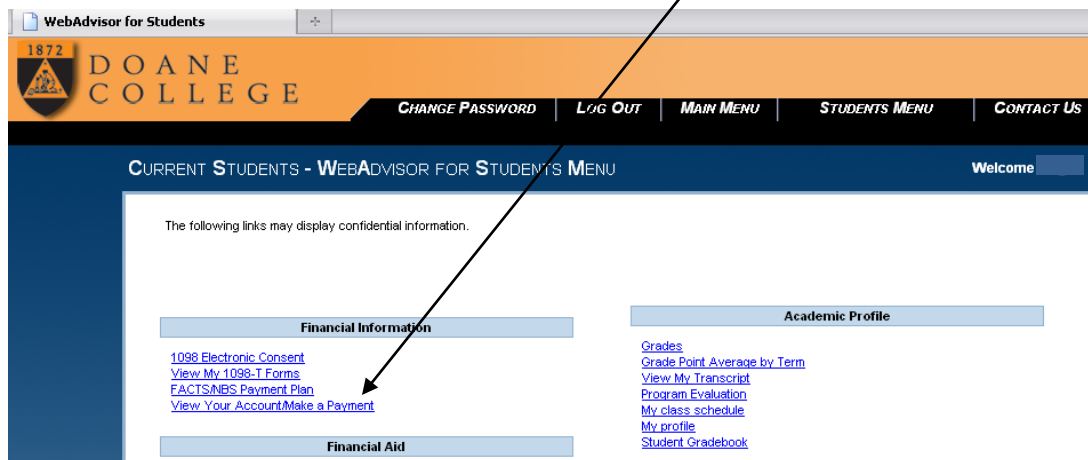 WebAdvisor for Students
1872
DOANE
COLLEGE
CHANGE PASSWORD LOG OUT MAIN MENU STUDENTS MENU CONTACT US
CURRENT STUDENTS - WEBADVISOR FOR STUDENTS MENU Welcome
The following links may display confidential information.
Financial Information
1098 Electronic Consent
View My 1098-T Forms
FACTS/NBS Payment Plan
View Your Account/Make a Payment
Financial Aid
Academic Profile
Grades
Grade Point Average by Term
View My Transcript
Program Evaluation
My class schedule
My profile
Student Gradebook